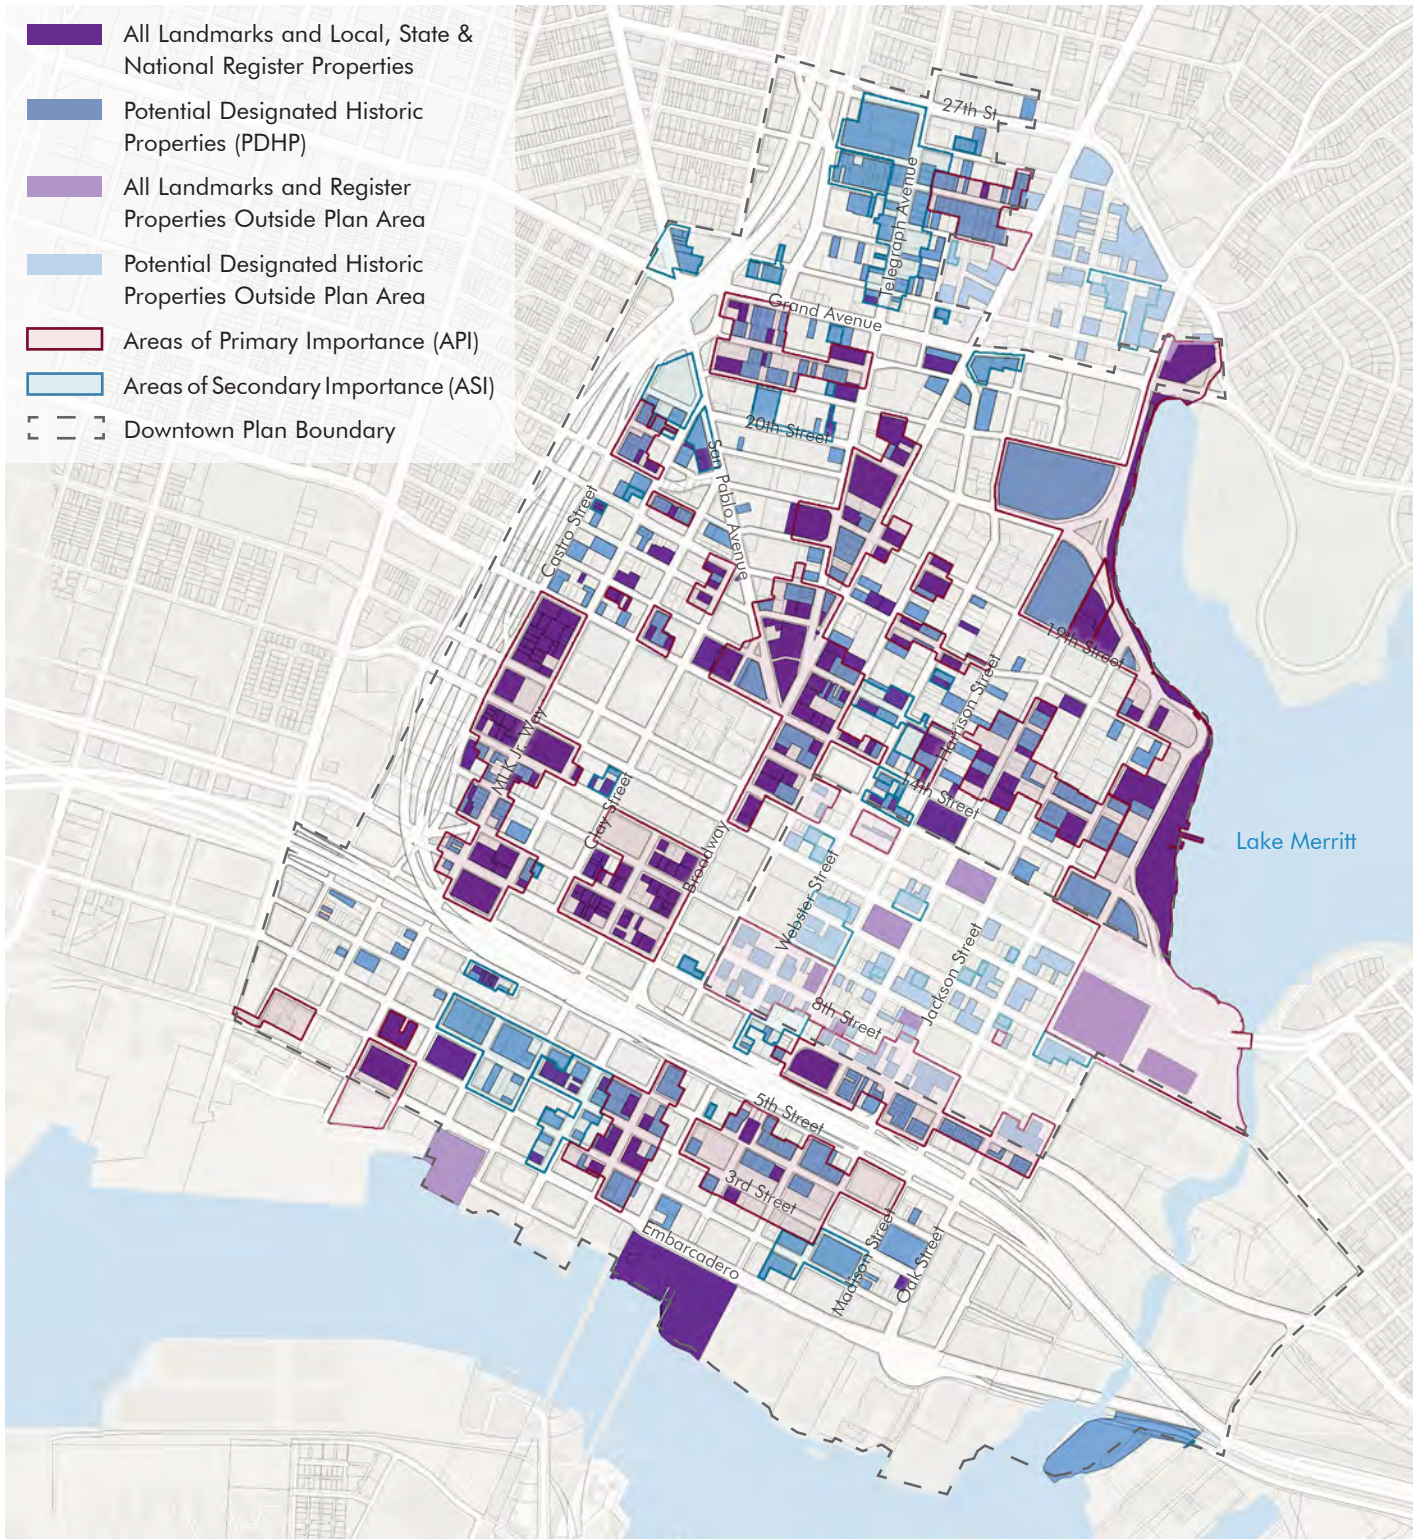 All Landmarks and Local, State &
National Register Properties
Potential Designated Historic
Properties (PDHP)
All Landmarks and Register
Properties Outside Plan Area
Potential Designated Historic
Properties Outside Plan Area
Areas of Primary Importance (API)
Areas of Secondary Importance (ASI)
Downtown Plan Boundary
27th St
Telegraph Avenue
Grand Avenue
20th Street
San Pablo Avenue
Castro Street
19th Street
Harrison Street
MLK Jr. Way
14th Street
Clay Street
Broadway
Webster Street
Lake Merritt
Jackson Street
8th Street
5th Street
3rd Street
Embarcadero
Madison Street
Oak Street